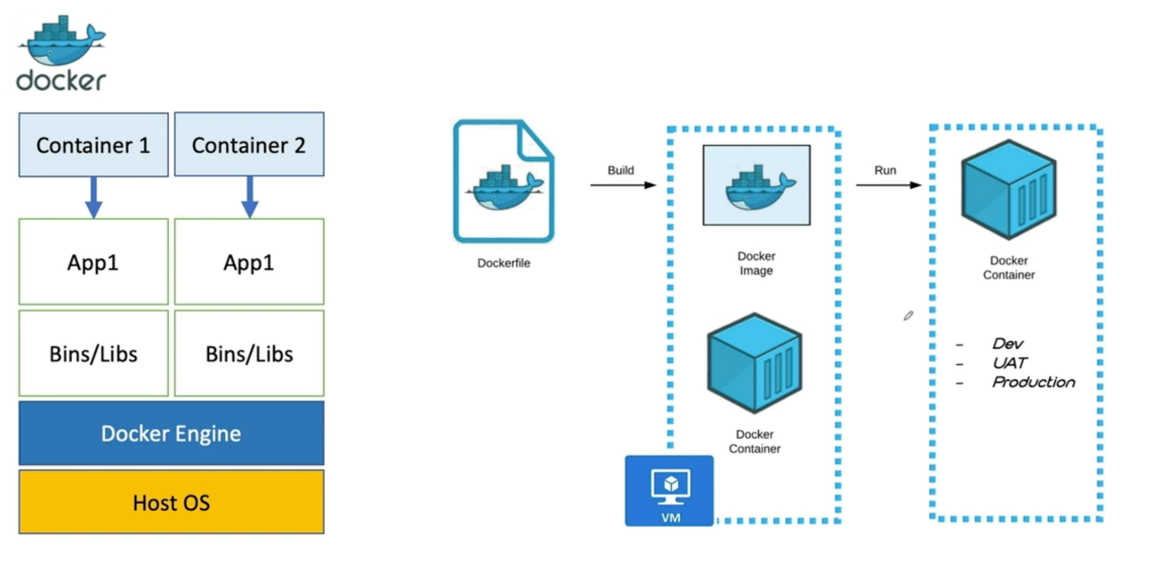 docker
Container 1
Container 2
App1
App1
Bins/Libs
Bins/Libs
Docker Engine
Host OS
Dockerfile
Build
Docker
Image
Docker
Container
VM
Run
Docker
Container
- Dev
- UAT
- Production